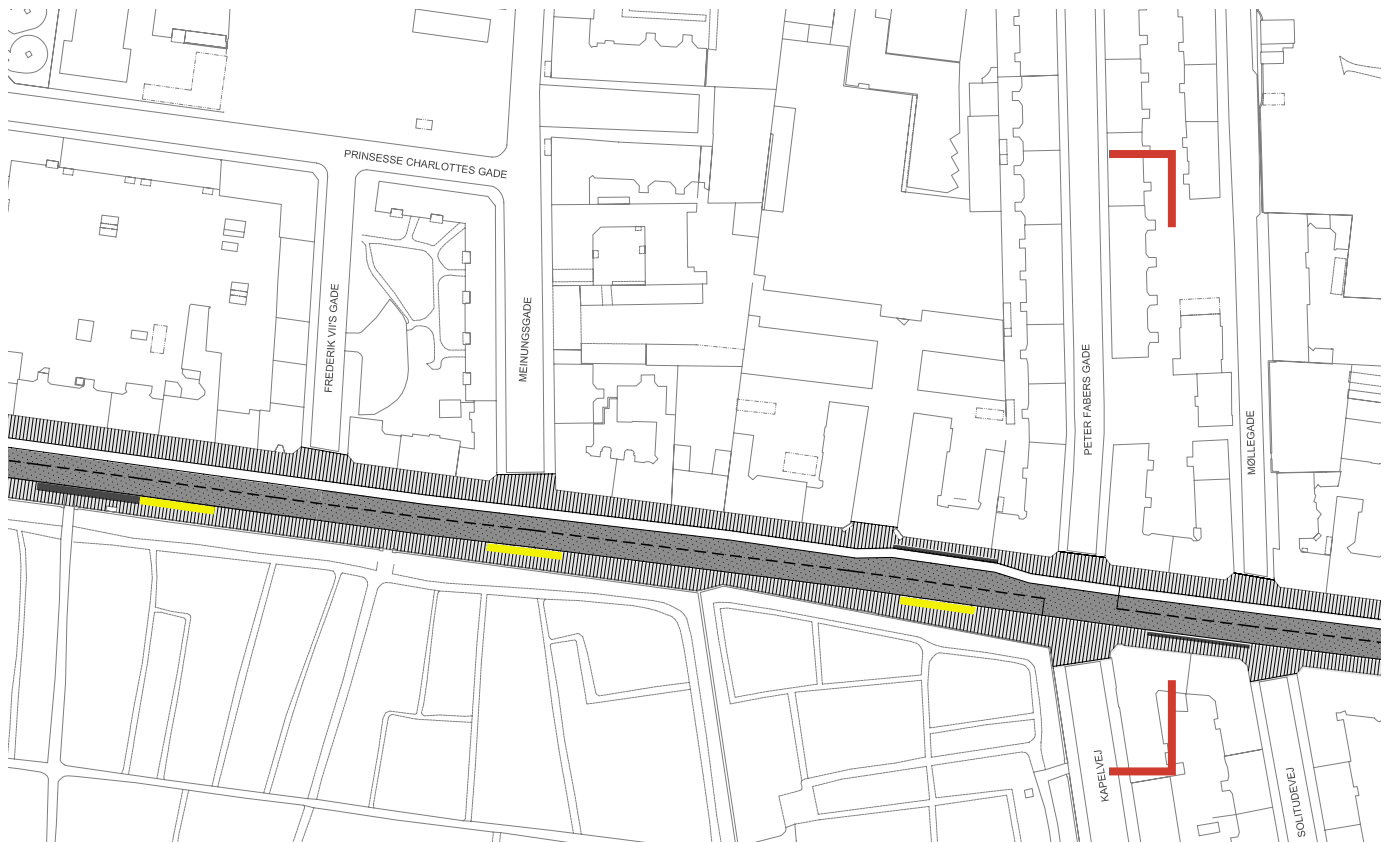 PRINSESSE CHARLOTTES GADE
FREDERIK VII'S GADE
MEINUNGSGADE
PETER FABERS GADE
MØLLEGADE
KAPELVEJ
SOLITUDEVEJ